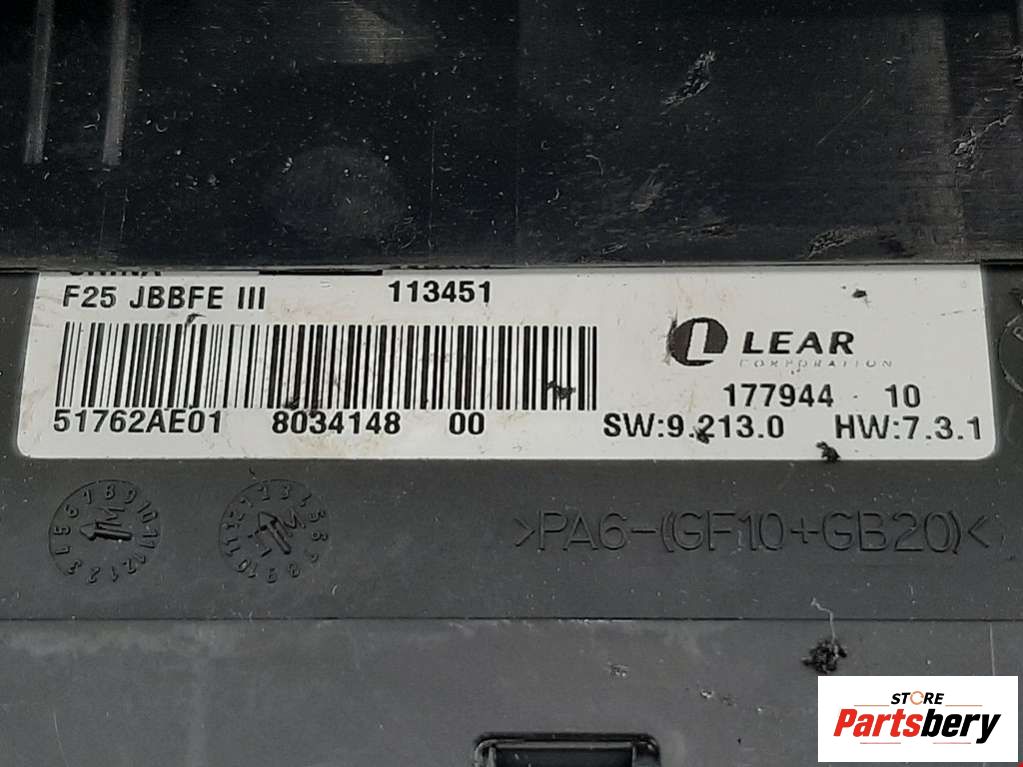 F25 JBBFE III 113451
LEAR
CORPORATION
177944 10
51762AE01 8034148 00 SW:9.213.0 HW:7.3.1
>PA6-(GF10+GB20)<
STORE
Partsbery